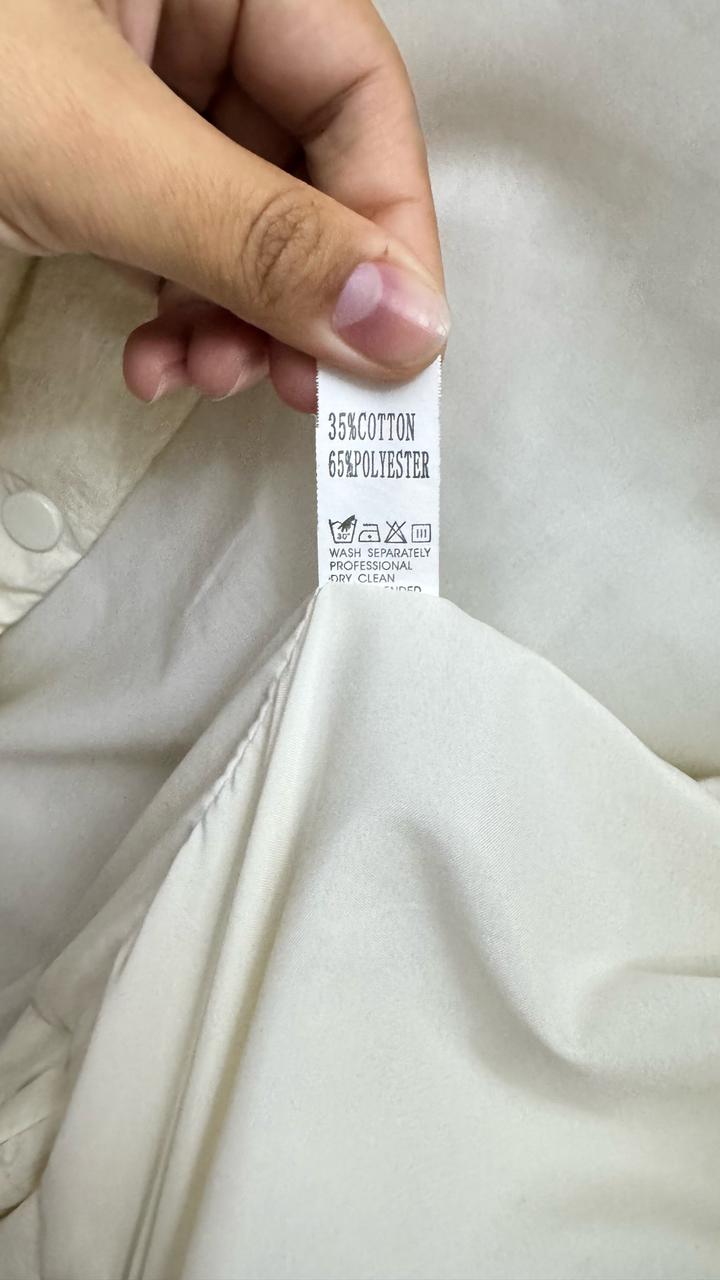 35%COTTON
65%POLYESTER
30°
WASH SEPARATELY
PROFESSIONAL
DRY CLEAN